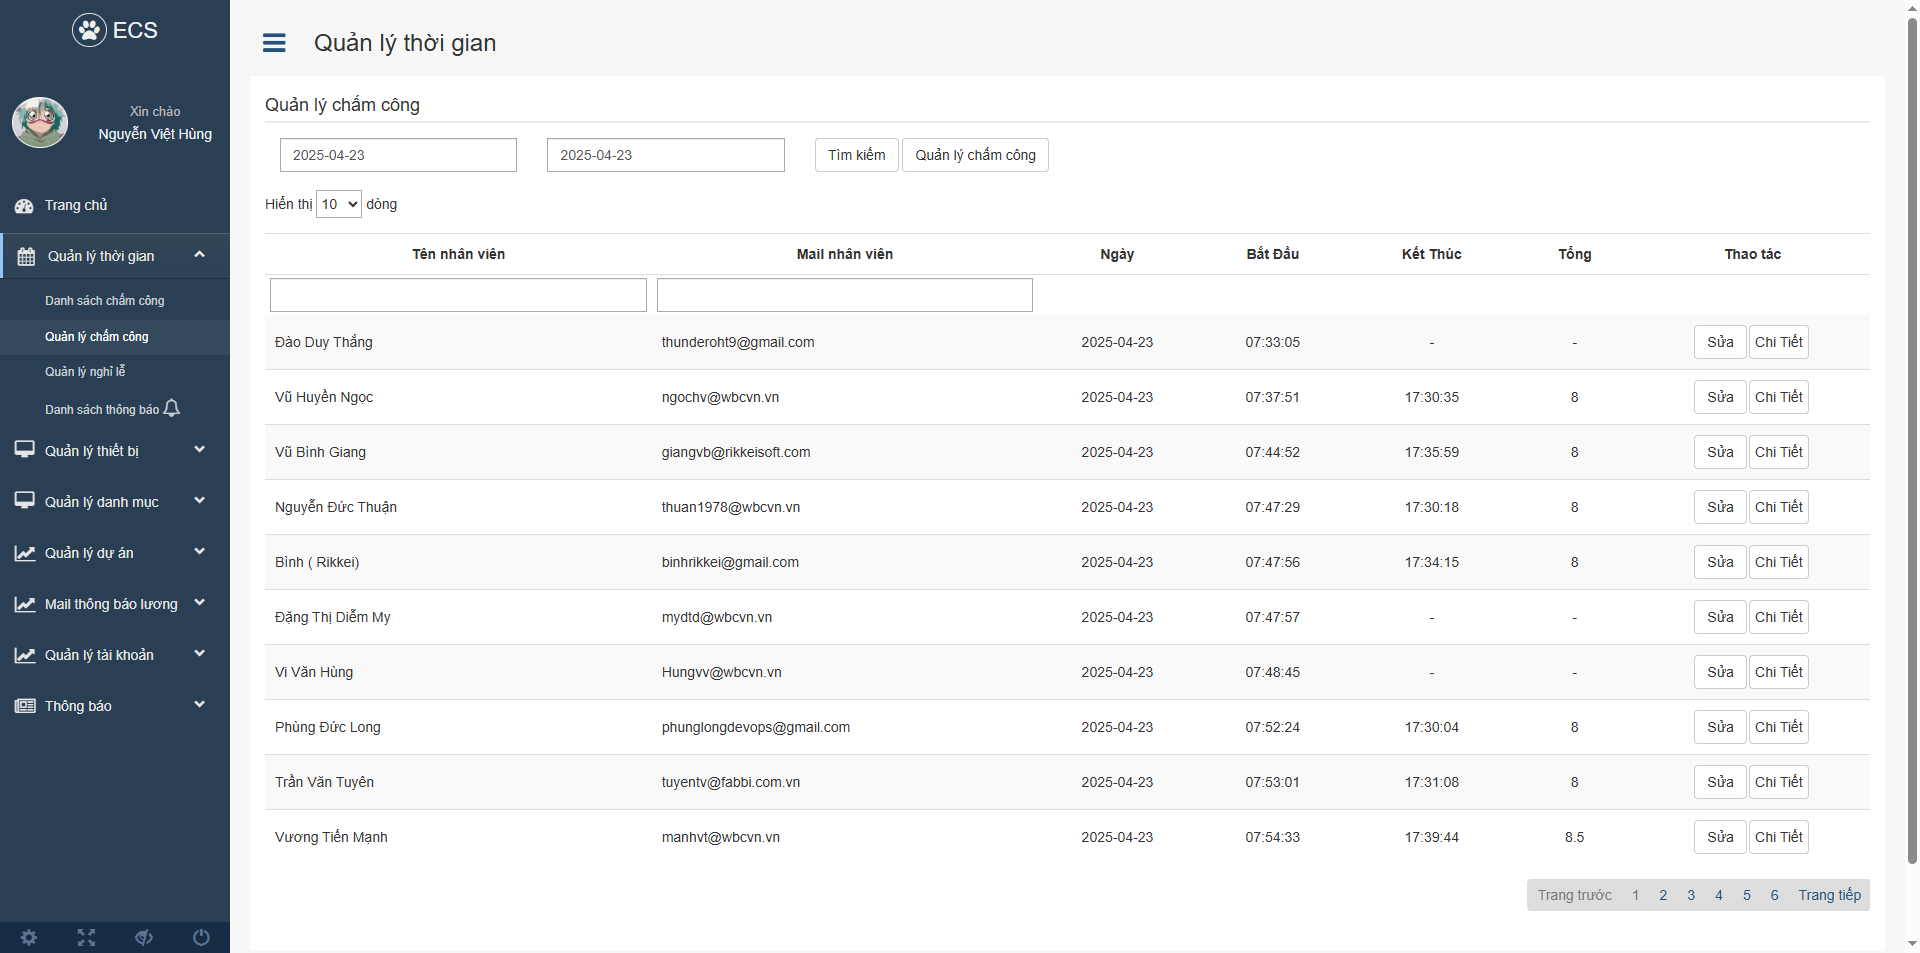 ECS
Xin chào
Nguyễn Việt Hùng
Trang chủ
Quản lý thời gian
Danh sách chấm công
Quản lý chấm công
Quản lý nghỉ lễ
Danh sách thông báo
Quản lý thiết bị
Quản lý danh mục
Quản lý dự án
Mail thông báo lương
Quản lý tài khoản
Thông báo
Quản lý thời gian
Quản lý chấm công
2025-04-23 2025-04-23 Tìm kiếm Quản lý chấm công
Hiển thị 10 dòng
Tên nhân viên Mail nhân viên Ngày Bắt Đầu Kết Thúc Tổng Thao tác
Đào Duy Thắng thunderoht9@gmail.com 2025-04-23 07:33:05 - - Sửa Chi Tiết
Vũ Huyền Ngọc ngochv@wbcvn.vn 2025-04-23 07:37:51 17:30:35 8 Sửa Chi Tiết
Vũ Bình Giang giangvb@rikkeisoft.com 2025-04-23 07:44:52 17:35:59 8 Sửa Chi Tiết
Nguyễn Đức Thuận thuan1978@wbcvn.vn 2025-04-23 07:47:29 17:30:18 8 Sửa Chi Tiết
Bình ( Rikkei) binhrikkei@gmail.com 2025-04-23 07:47:56 17:34:15 8 Sửa Chi Tiết
Đặng Thị Diễm My mydtd@wbcvn.vn 2025-04-23 07:47:57 - - Sửa Chi Tiết
Vi Văn Hùng Hungvv@wbcvn.vn 2025-04-23 07:48:45 - - Sửa Chi Tiết
Phùng Đức Long phunglongdevops@gmail.com 2025-04-23 07:52:24 17:30:04 8 Sửa Chi Tiết
Trần Văn Tuyên tuyentv@fabbi.com.vn 2025-04-23 07:53:01 17:31:08 8 Sửa Chi Tiết
Vương Tiến Mạnh manhvt@wbcvn.vn 2025-04-23 07:54:33 17:39:44 8.5 Sửa Chi Tiết
Trang trước 1 2 3 4 5 6 Trang tiếp